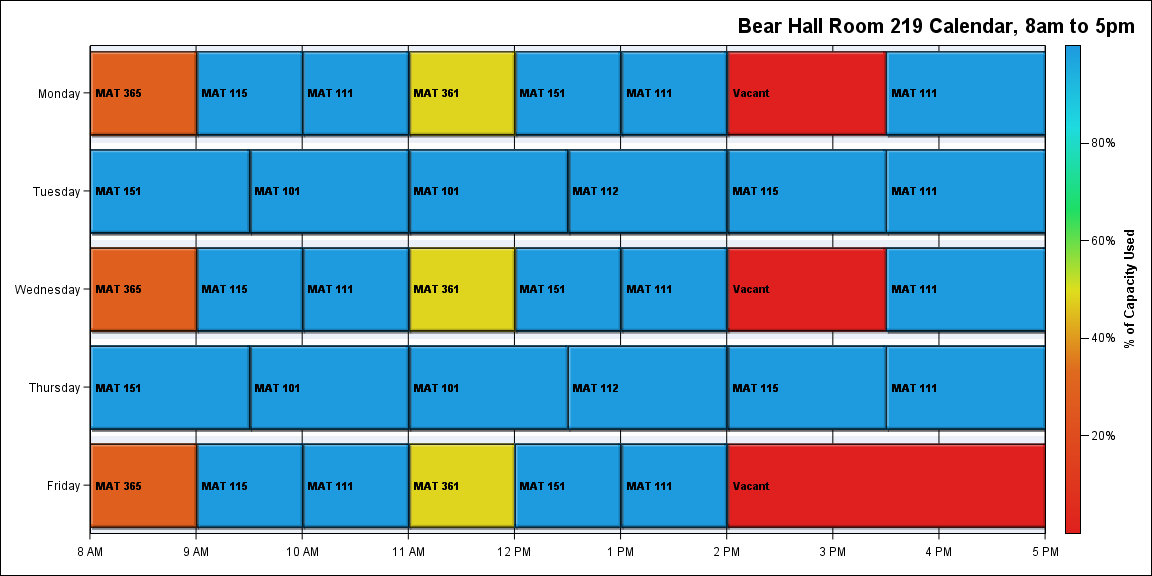 Bear Hall Room 219 Calendar, 8am to 5pm
Monday
MAT 365
MAT 115
MAT 111
MAT 361
MAT 151
MAT 111
Vacant
MAT 111
Tuesday
MAT 151
MAT 101
MAT 101
MAT 112
MAT 115
MAT 111
Wednesday
MAT 365
MAT 115
MAT 111
MAT 361
MAT 151
MAT 111
Vacant
MAT 111
Thursday
MAT 151
MAT 101
MAT 101
MAT 112
MAT 115
MAT 111
Friday
MAT 365
MAT 115
MAT 111
MAT 361
MAT 151
MAT 111
Vacant
8 AM
9 AM
10 AM
11 AM
12 PM
1 PM
2 PM
3 PM
4 PM
5 PM
80%
60%
40%
20%
% of Capacity Used